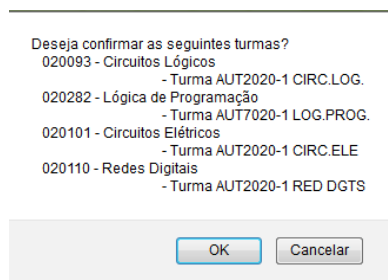 Deseja confirmar as seguintes turmas?
020093 - Circuitos Lógicos
- Turma AUT2020-1 CIRC.LOG.
020282 - Lógica de Programação
- Turma AUT7020-1 LOG.PROG.
020101 - Circuitos Elétricos
- Turma AUT2020-1 CIRC.ELE
020110 - Redes Digitais
- Turma AUT2020-1 RED DGTS
OK Cancelar